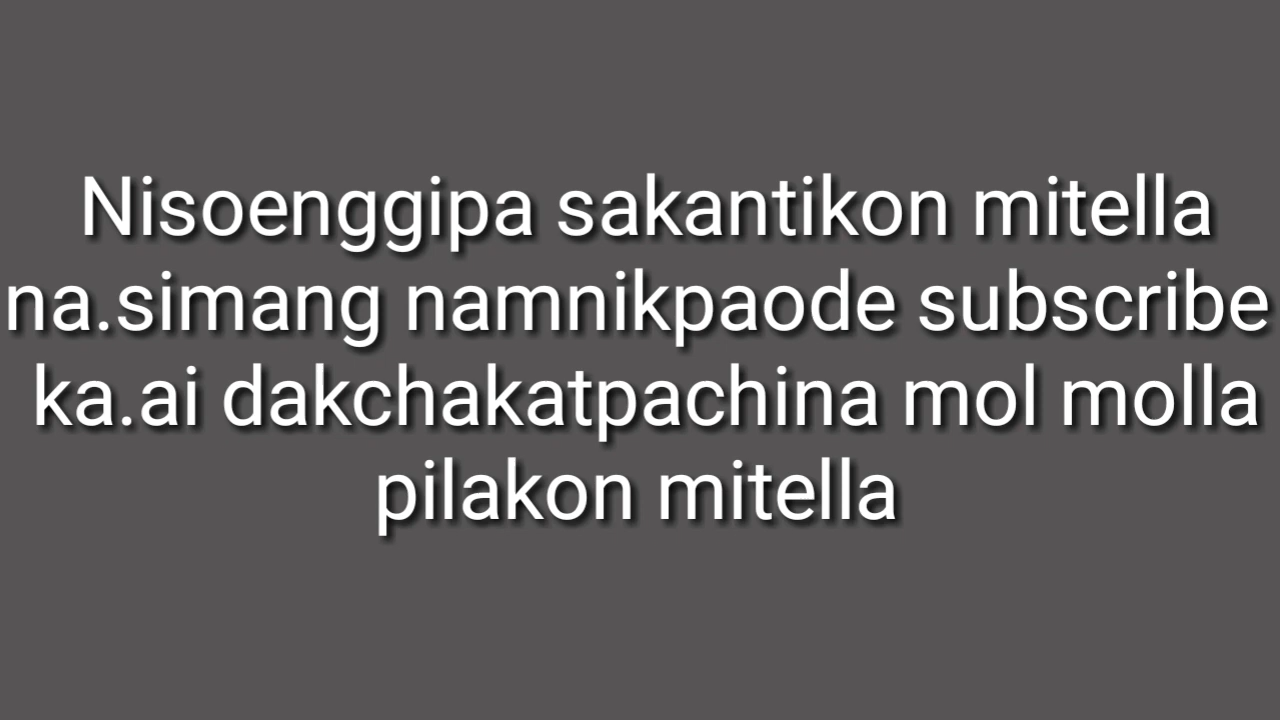 Nisoenggipa sakantikon mitella
na.simang namnikpaode subscribe
ka.ai dakchakatpachina mol molla
pilakon mitella